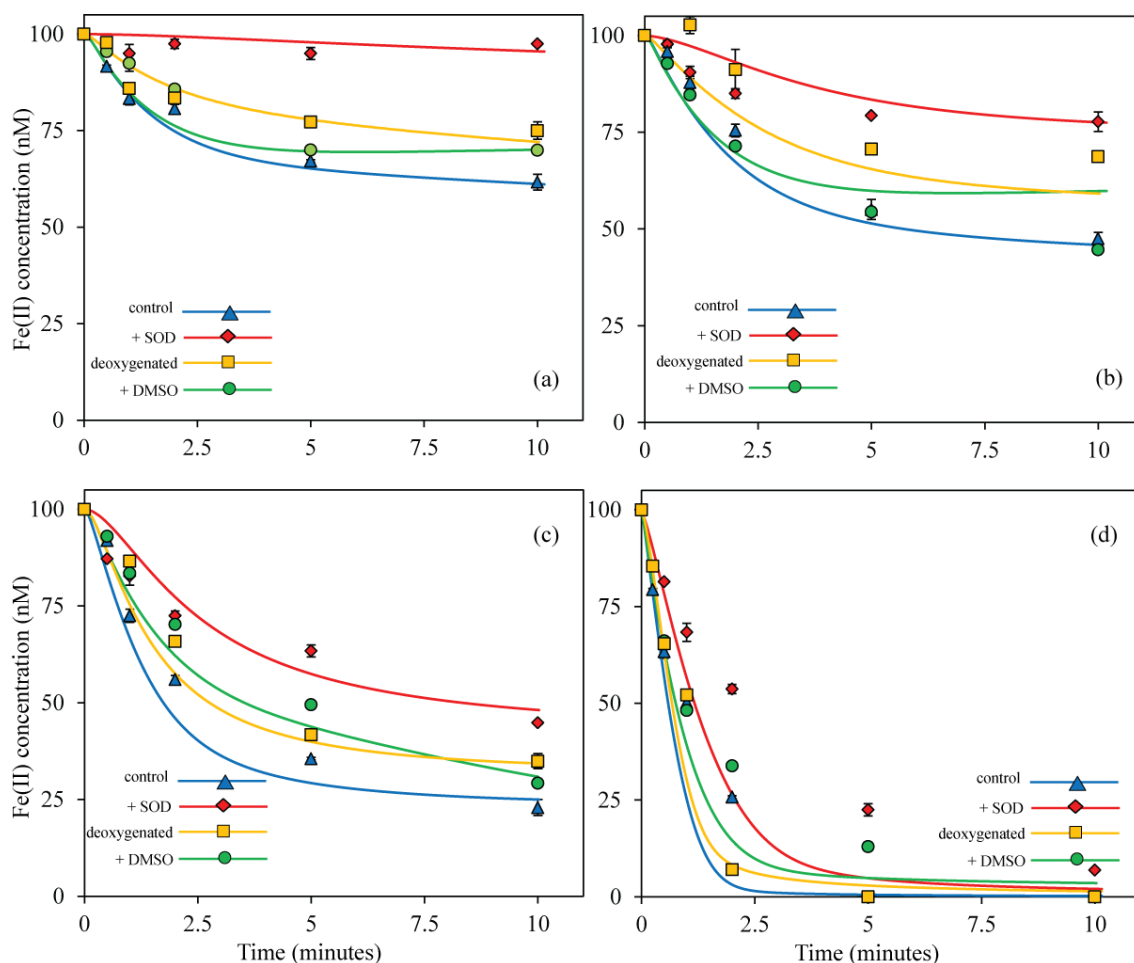 100
75
50
25
0
Fe(II) concentration (nM)
control
+ SOD
deoxygenated
+ DMSO
(a)
0
2.5
5
7.5
10
100
75
50
25
0
control
+ SOD
deoxygenated
+ DMSO
(b)
0
2.5
5
7.5
10
100
75
50
25
0
Fe(II) concentration (nM)
(c)
control
+ SOD
deoxygenated
+ DMSO
0
2.5
5
7.5
10
Time (minutes)
100
75
50
25
0
(d)
control
+ SOD
deoxygenated
+ DMSO
0
2.5
5
7.5
10
Time (minutes)